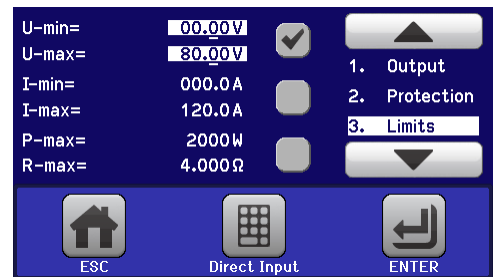 U-min= 00.00V
U-max= 80.00V
I-min= 000.0A
I-max= 120.0A
P-max= 2000W
R-max= 4.000Ω
1. Output
2. Protection
3. Limits
ESC
Direct Input
ENTER